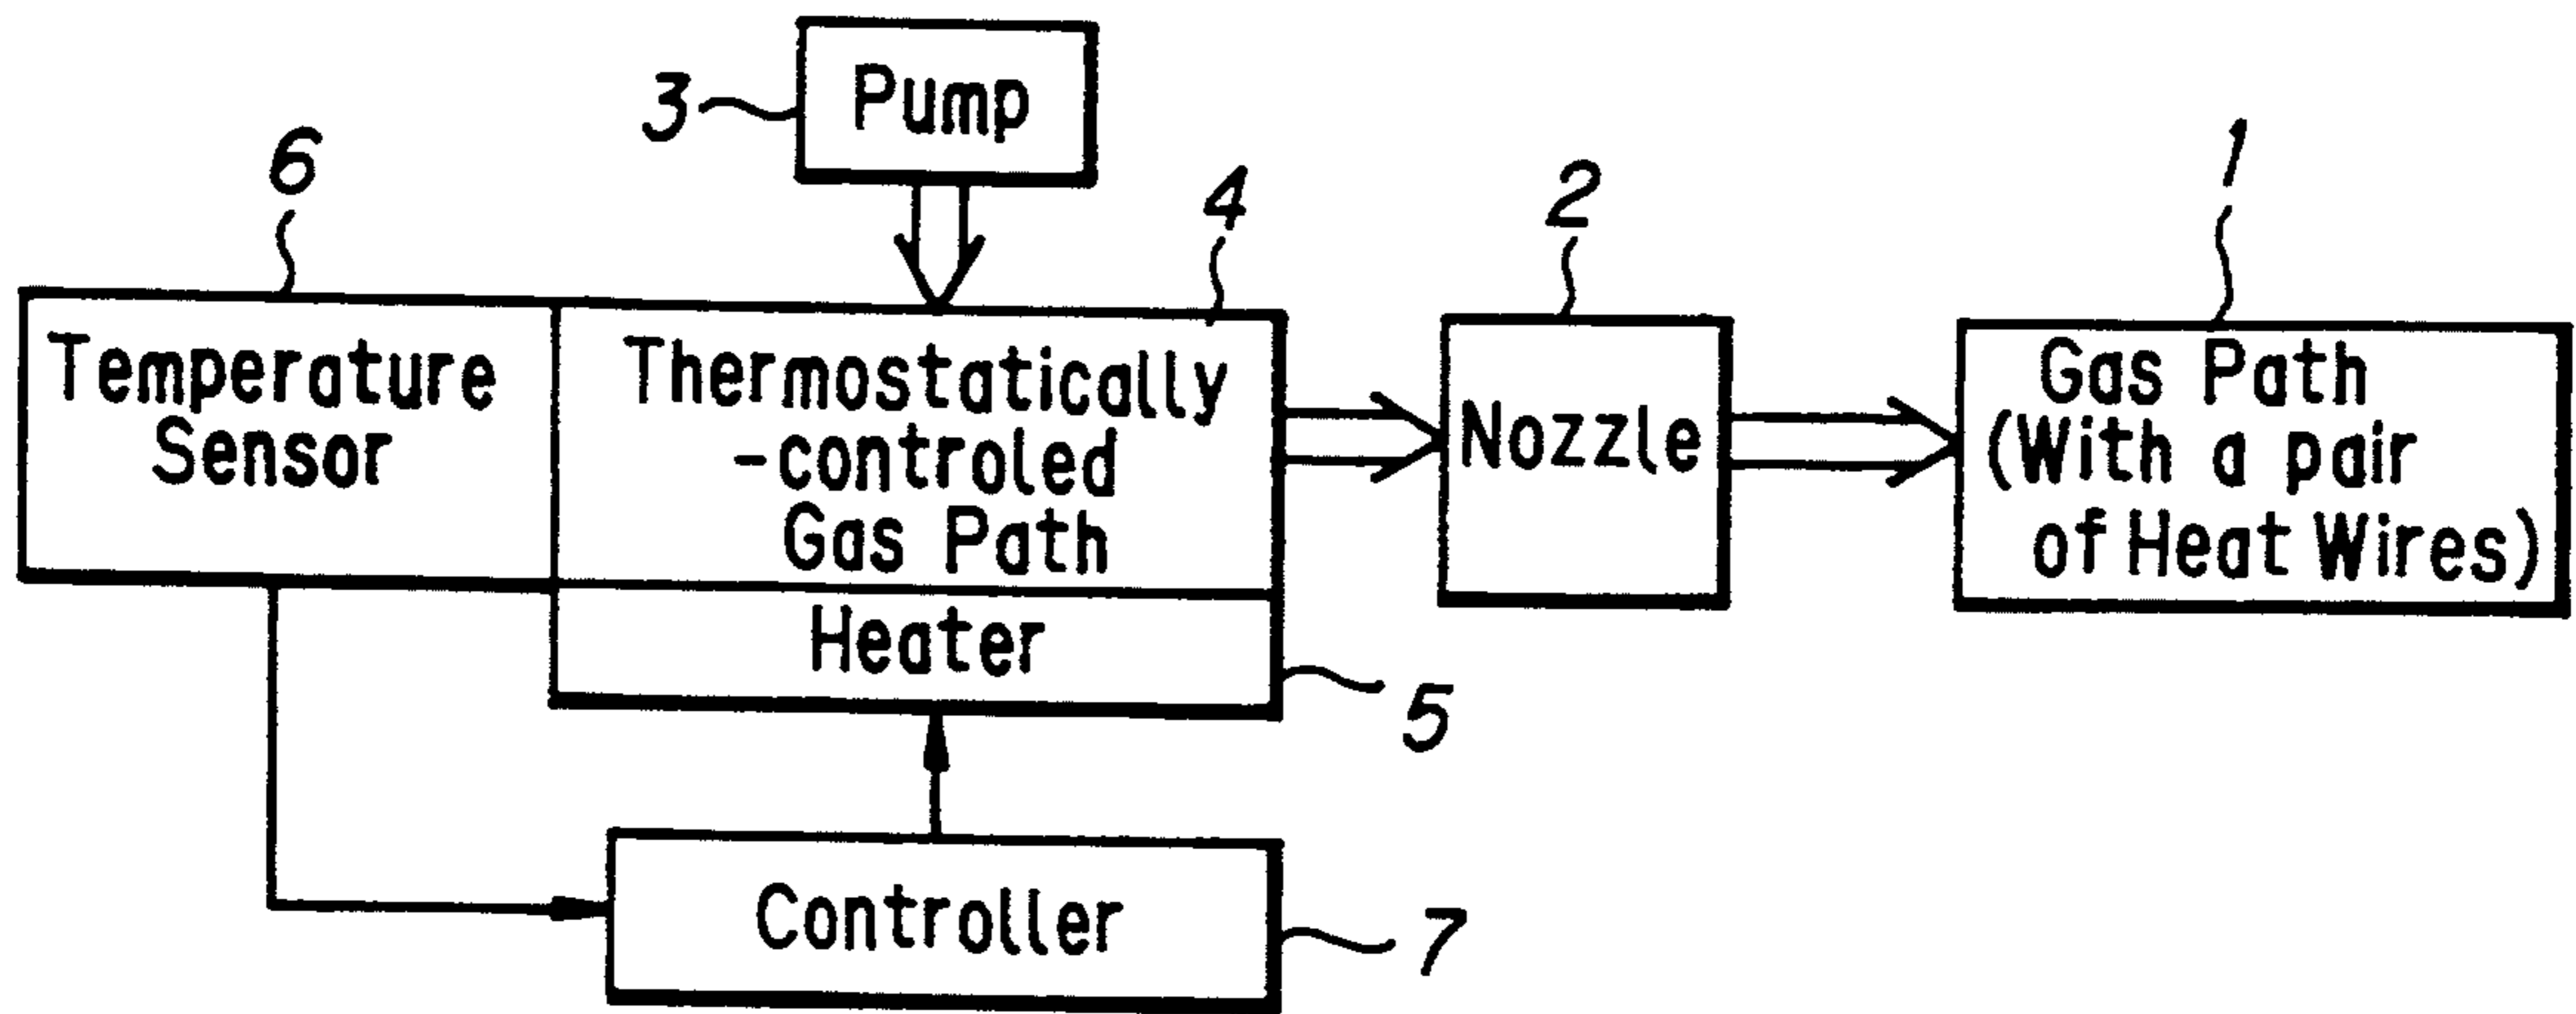 3
Pump
6
4
2
1
Temperature
Sensor
Thermostatically
-controled
Gas Path
Nozzle
Gas Path
(With a pair
of Heat Wires)
Heater
5
Controller
7